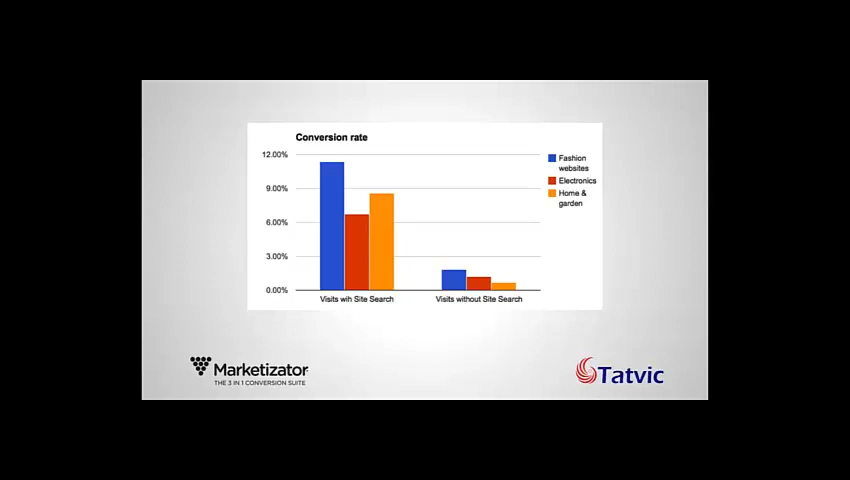 Conversion rate
12.00%
9.00%
6.00%
3.00%
0.00%
Visits wih Site Search
Visits without Site Search
Fashion
websites
Electronics
Home &
garden
Marketizator
THE 3 IN 1 CONVERSION SUITE
Tatvic